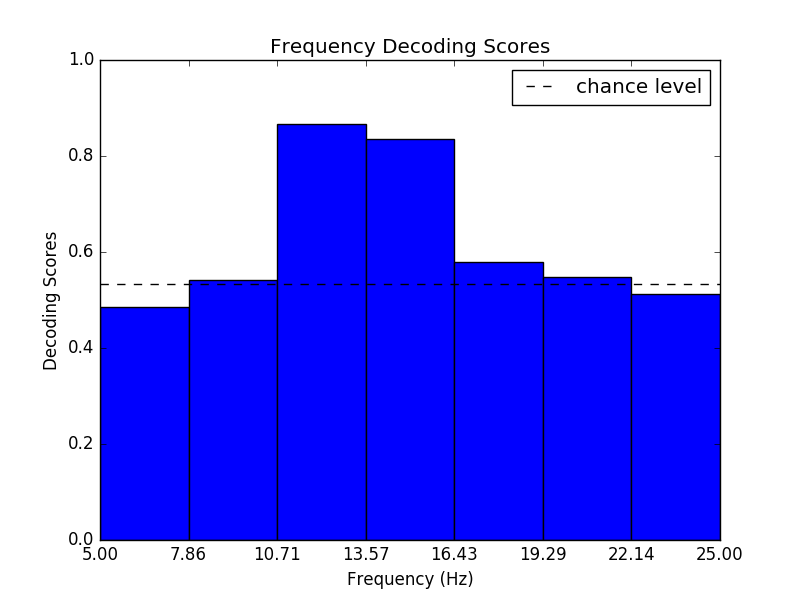 Frequency Decoding Scores
chance level
1.0
0.8
0.6
0.4
0.2
0.0
Decoding Scores
5.00 7.86 10.71 13.57 16.43 19.29 22.14 25.00
Frequency (Hz)